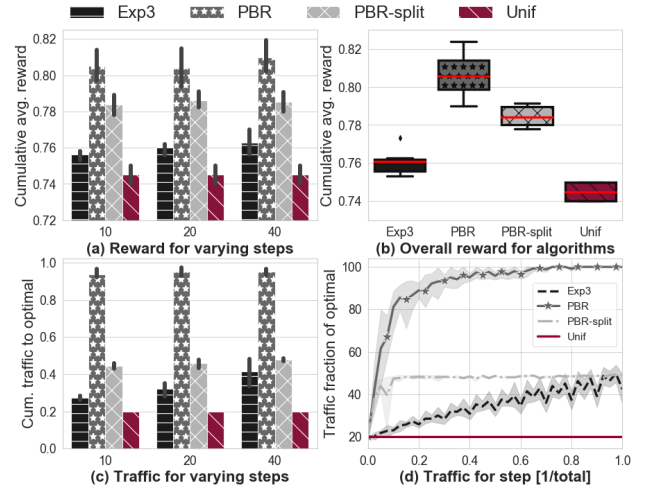 Exp3 PBR PBR-split Unif
Cumulative avg. reward
0.82
0.80
0.78
0.76
0.74
0.72
10 20 40
(a) Reward for varying steps
Cumulative avg. reward
0.82
0.80
0.78
0.76
0.74
Exp3 PBR PBR-split Unif
(b) Overall reward for algorithms
Cum. traffic to optimal
1.0
0.8
0.6
0.4
0.2
0.0
10 20 40
(c) Traffic for varying steps
Traffic fraction of optimal
100
80
60
40
20
Exp3
PBR
PBR-split
Unif
0.0 0.2 0.4 0.6 0.8 1.0
(d) Traffic for step [1/total]